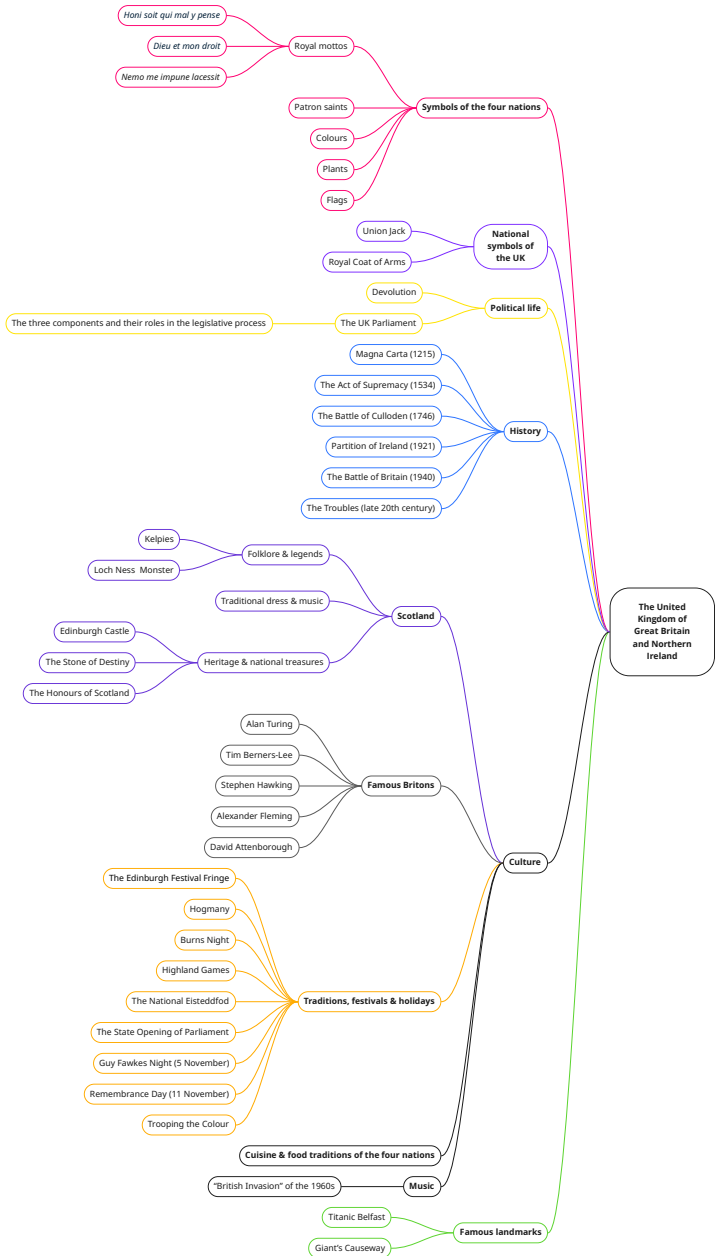 Honi soit qui mal y pense
Dieu et mon droit
Nemo me impune lacessit
Royal mottos
Patron saints
Colours
Plants
Flags
Symbols of the four nations
Union Jack
Royal Coat of Arms
National
symbols of
the UK
Devolution
The three components and their roles in the legislative process
The UK Parliament
Political life
Magna Carta (1215)
The Act of Supremacy (1534)
The Battle of Culloden (1746)
Partition of Ireland (1921)
The Battle of Britain (1940)
The Troubles (late 20th century)
History
Kelpies
Loch Ness  Monster
Folklore & legends
Traditional dress & music
Edinburgh Castle
The Stone of Destiny
The Honours of Scotland
Heritage & national treasures
Scotland
Alan Turing
Tim Berners-Lee
Stephen Hawking
Alexander Fleming
David Attenborough
Famous Britons
The Edinburgh Festival Fringe
Hogmany
Burns Night
Highland Games
The National Eisteddfod
The State Opening of Parliament
Guy Fawkes Night (5 November)
Remembrance Day (11 November)
Trooping the Colour
Traditions, festivals & holidays
Cuisine & food traditions of the four nations
“British Invasion” of the 1960s
Music
Culture
Titanic Belfast
Giant's Causeway
Famous landmarks
The United
Kingdom of
Great Britain
and Northern
Ireland